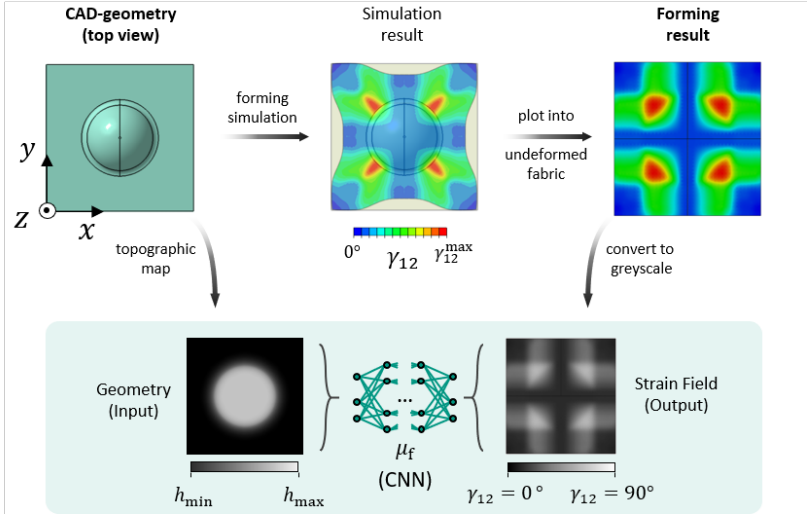 CAD-geometry
(top view)
Simulation
result
Forming
result
forming
simulation
plot into
undeformed
fabric
y
z
x
0°
γ₁₂
γ₁₂ᵐᵃˣ
topographic
map
convert to
greyscale
Geometry
(Input)
...
μf
(CNN)
Strain Field
(Output)
hmin
hmax
γ₁₂ = 0°
γ₁₂ = 90°